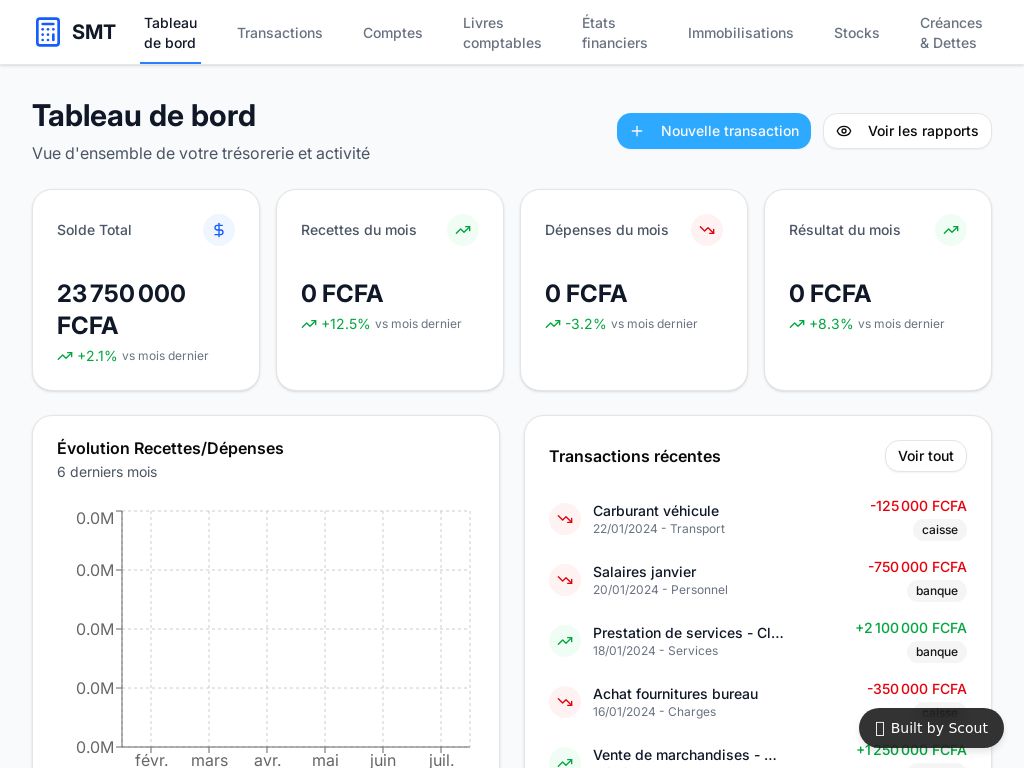 SMT
Tableau
de bord
Transactions
Comptes
Livres
comptables
États
financiers
Immobilisations
Stocks
Créances
& Dettes
Tableau de bord
Vue d'ensemble de votre trésorerie et activité
Nouvelle transaction
Voir les rapports
Solde Total
23 750 000
FCFA
+2.1% vs mois dernier
Recettes du mois
0 FCFA
+12.5% vs mois dernier
Dépenses du mois
0 FCFA
-3.2% vs mois dernier
Résultat du mois
0 FCFA
+8.3% vs mois dernier
Évolution Recettes/Dépenses
6 derniers mois
0.0M
0.0M
0.0M
0.0M
0.0M
févr. mars avr. mai juin juil.
Transactions récentes
Voir tout
Carburant véhicule
22/01/2024 - Transport
-125 000 FCFA
caisse
Salaires janvier
20/01/2024 - Personnel
-750 000 FCFA
banque
Prestation de services - Cl...
18/01/2024 - Services
+2 100 000 FCFA
banque
Achat fournitures bureau
16/01/2024 - Charges
-350 000 FCFA
caisse
Vente de marchandises - ...
+1 250 000 FCFA
Built by Scout